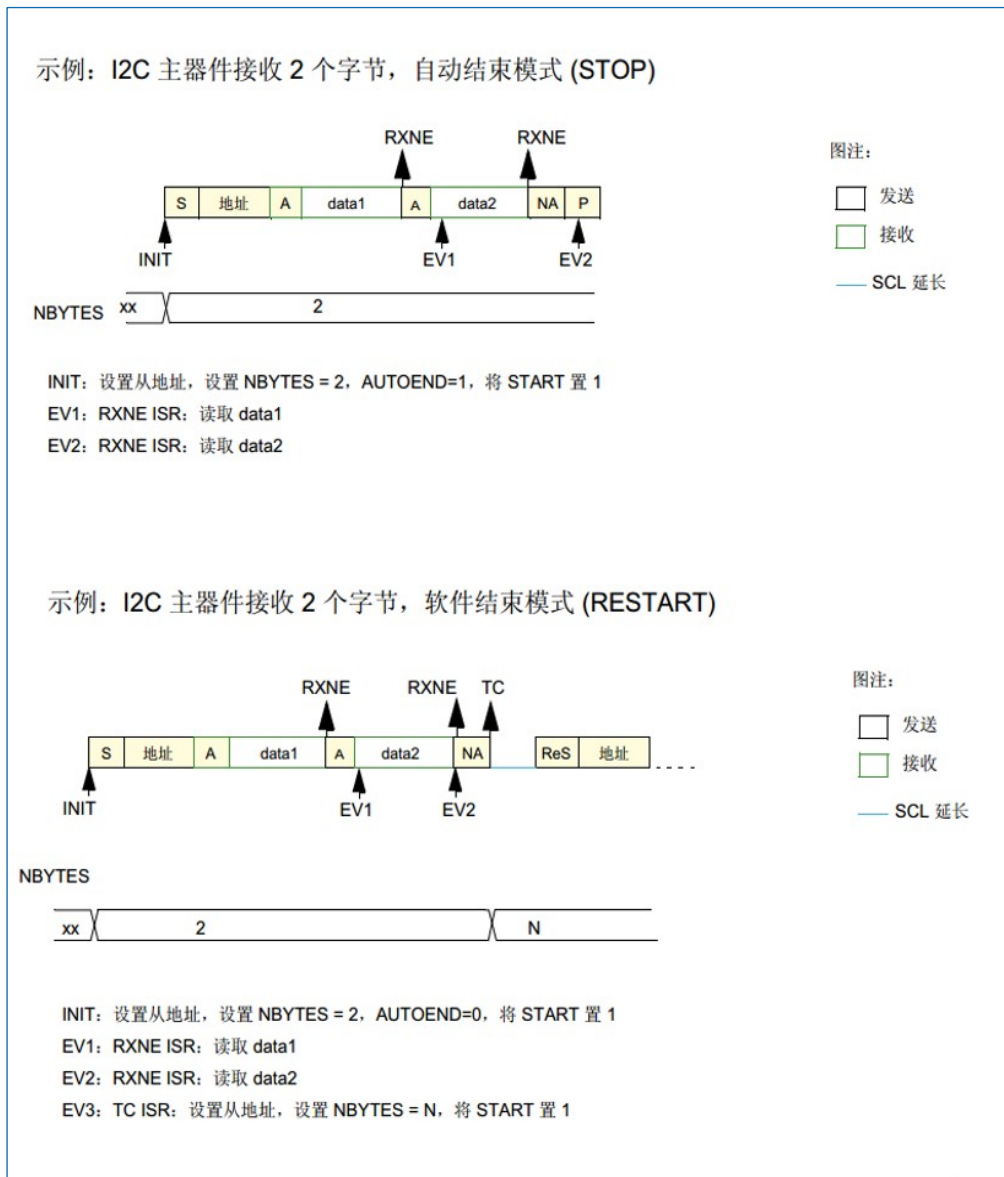 示例：I2C 主器件接收 2 个字节，自动结束模式 (STOP)
RXNE RXNE
图注：
S 地址 A data1 A data2 NA P
发送
接收
INIT EV1 EV2
SCL 延长
NBYTES xx 2
INIT：设置从地址，设置 NBYTES = 2，AUTOEND=1，将 START 置 1
EV1：RXNE ISR：读取 data1
EV2：RXNE ISR：读取 data2
示例：I2C 主器件接收 2 个字节，软件结束模式 (RESTART)
RXNE RXNE TC
图注：
S 地址 A data1 A data2 NA ReS 地址
发送
接收
INIT EV1 EV2
SCL 延长
NBYTES
xx 2 N
INIT：设置从地址，设置 NBYTES = 2，AUTOEND=0，将 START 置 1
EV1：RXNE ISR：读取 data1
EV2：RXNE ISR：读取 data2
EV3：TC ISR：设置从地址，设置 NBYTES = N，将 START 置 1